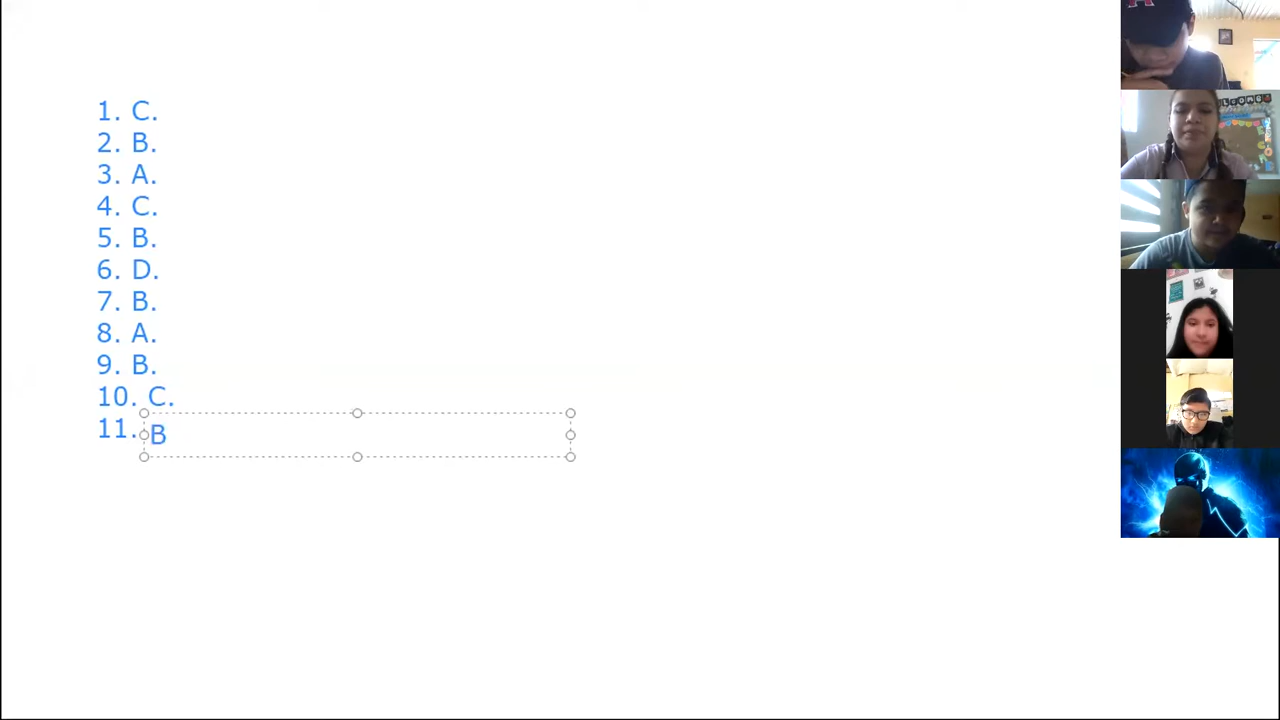 1. C.
2. B.
3. A.
4. C.
5. B.
6. D.
7. B.
8. A.
9. B.
10. C.
11. B